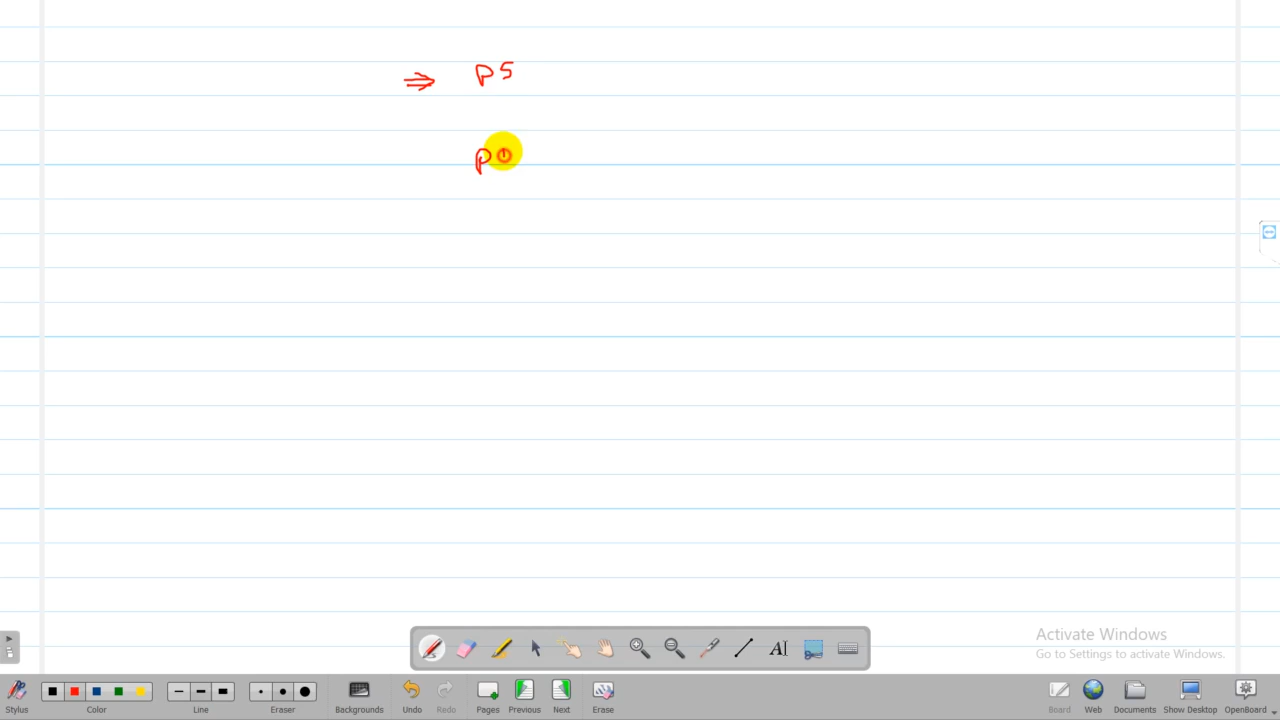 ⇒ PS
P
Activate Windows
Go to Settings to activate Windows.
Stylus
Color
Line
Eraser
Backgrounds
Undo
Redo
Pages
Previous
Next
Erase
Board
Web
Documents
Show Desktop
OpenBoard